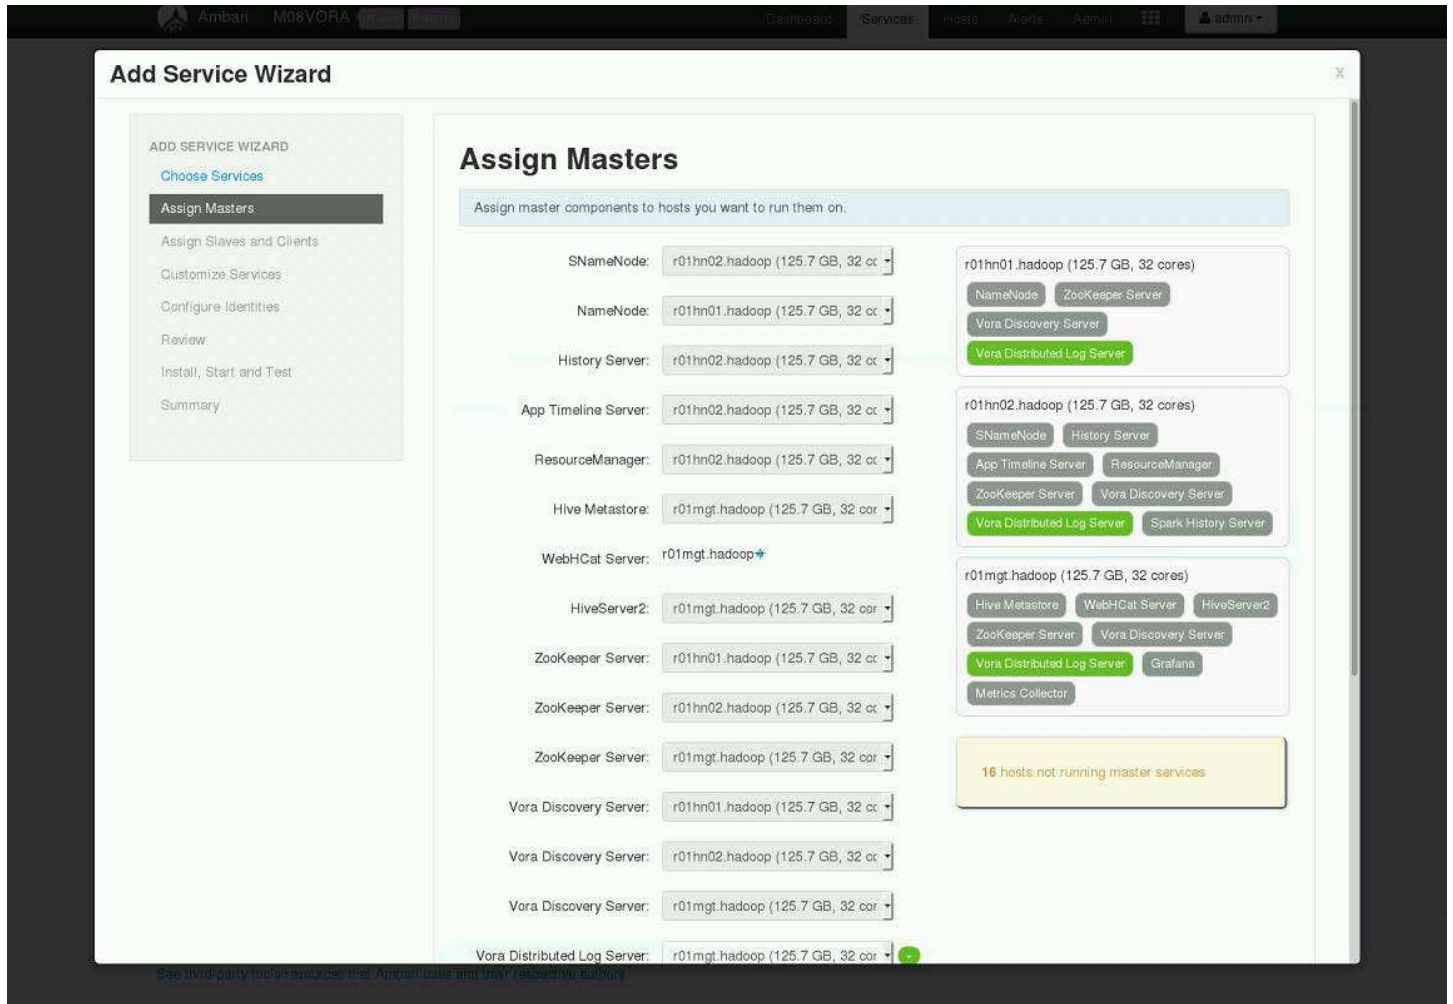 Ambari M08VORA
Dashboard Services Hosts Alerts Admin admin
Add Service Wizard
X
ADD SERVICE WIZARD
Choose Services
Assign Masters
Assign Slaves and Clients
Customize Services
Configure Identities
Review
Install, Start and Test
Summary
Assign Masters
Assign master components to hosts you want to run them on.
SNameNode: r01hn02.hadoop (125.7 GB, 32 cc
NameNode: r01hn01.hadoop (125.7 GB, 32 cc
History Server: r01hn02.hadoop (125.7 GB, 32 cc
App Timeline Server: r01hn02.hadoop (125.7 GB, 32 cc
ResourceManager: r01hn02.hadoop (125.7 GB, 32 cc
Hive Metastore: r01mgt.hadoop (125.7 GB, 32 cor
WebHCat Server: r01mgt.hadoop
HiveServer2: r01mgt.hadoop (125.7 GB, 32 cor
ZooKeeper Server: r01hn01.hadoop (125.7 GB, 32 cc
ZooKeeper Server: r01hn02.hadoop (125.7 GB, 32 cc
ZooKeeper Server: r01mgt.hadoop (125.7 GB, 32 cor
Vora Discovery Server: r01hn01.hadoop (125.7 GB, 32 cc
Vora Discovery Server: r01hn02.hadoop (125.7 GB, 32 cc
Vora Discovery Server: r01mgt.hadoop (125.7 GB, 32 cor
Vora Distributed Log Server: r01mgt.hadoop (125.7 GB, 32 cor -
r01hn01.hadoop (125.7 GB, 32 cores)
NameNode ZooKeeper Server
Vora Discovery Server
Vora Distributed Log Server
r01hn02.hadoop (125.7 GB, 32 cores)
SNameNode History Server
App Timeline Server ResourceManager
ZooKeeper Server Vora Discovery Server
Vora Distributed Log Server Spark History Server
r01mgt.hadoop (125.7 GB, 32 cores)
Hive Metastore WebHCat Server HiveServer2
ZooKeeper Server Vora Discovery Server
Vora Distributed Log Server Grafana
Metrics Collector
16 hosts not running master services
See third-party tools/resources that Ambari uses and their respective authors